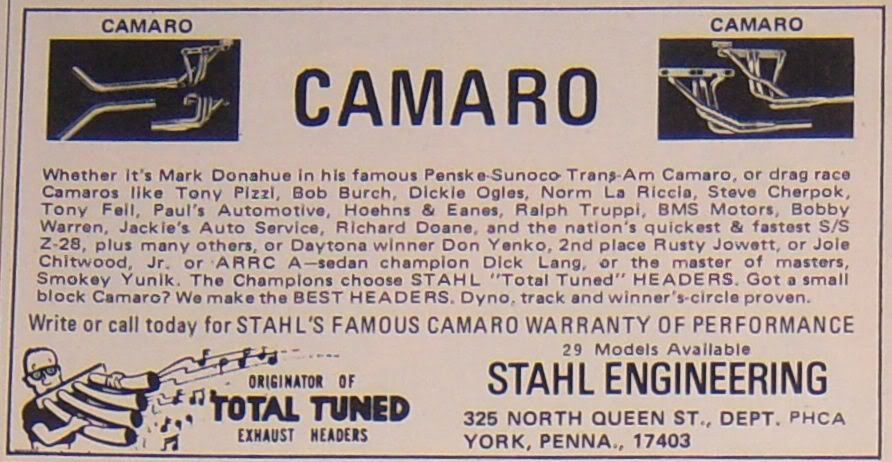 CAMARO
CAMARO
CAMARO
Whether it's Mark Donahue in his famous Penske-Sunoco Trans-Am Camaro, or drag race
Camaros like Tony Pizzi, Bob Burch, Dickie Ogles, Norm La Riccia, Steve Cherpok,
Tony Feil, Paul's Automotive, Hoehns & Eanes, Ralph Truppi, BMS Motors, Bobby
Warren, Jackie's Auto Service, Richard Doane, and the nation's quickest & fastest S/S
Z-28, plus many others, or Daytona winner Don Yenko, 2nd place Rusty Jowett, or Joie
Chitwood, Jr. or ARRC A-sedan champion Dick Lang, or the master of masters,
Smokey Yunik. The Champions choose STAHL "Total Tuned" HEADERS. Got a small
block Camaro? We make the BEST HEADERS. Dyno, track and winner's-circle proven.
Write or call today for STAHL'S FAMOUS CAMARO WARRANTY OF PERFORMANCE
ORIGINATOR OF
TOTAL TUNED
EXHAUST HEADERS
29 Models Available
STAHL ENGINEERING
325 NORTH QUEEN ST., DEPT. PHCA
YORK, PENNA., 17403